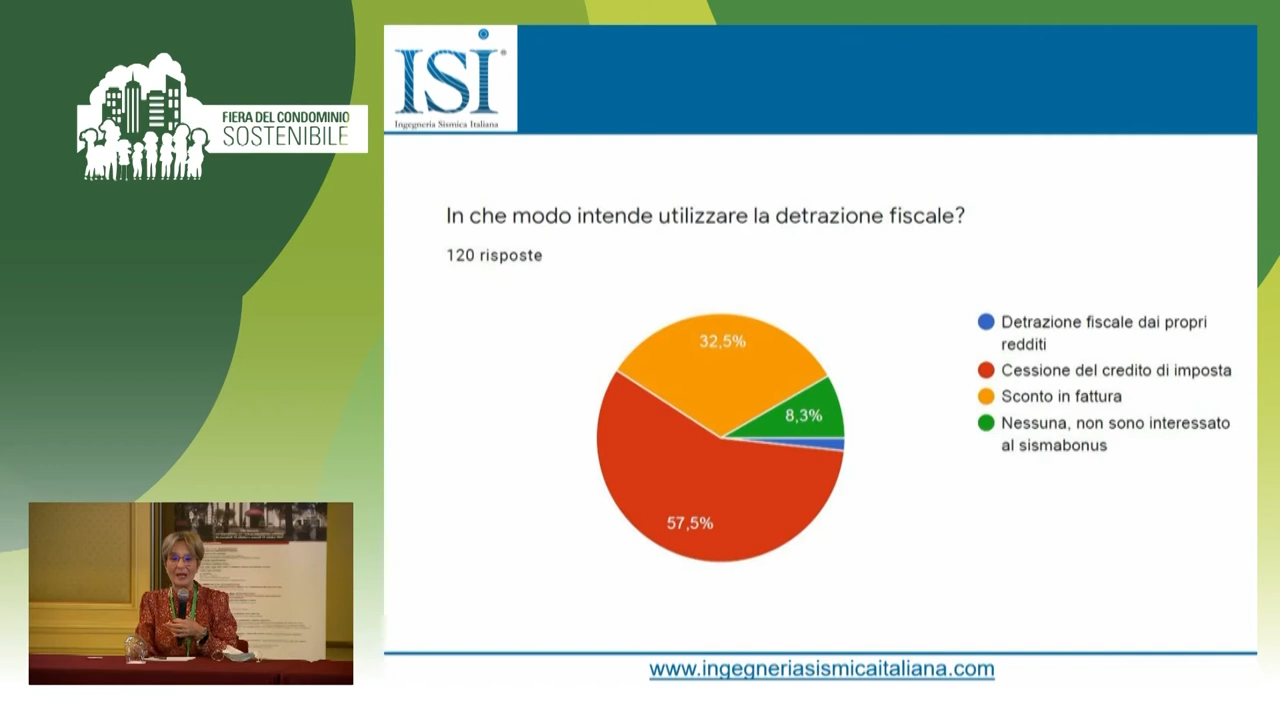 FIERA DEL CONDOMINIO
SOSTENIBILE
ISI
Ingegneria Sismica Italiana
In che modo intende utilizzare la detrazione fiscale?
120 risposte
32,5%
8,3%
57,5%
Detrazione fiscale dai propri
redditi
Cessione del credito di imposta
Sconto in fattura
Nessuna, non sono interessato
al sismabonus
www.ingegneriasismicaitaliana.com